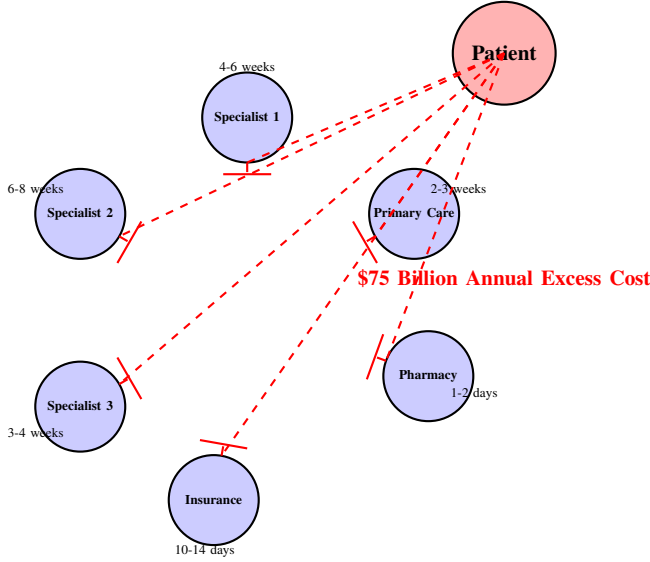 Patient
4-6 weeks
Specialist 1
6-8 weeks
Specialist 2
2-3 weeks
Primary Care
$75 Billion Annual Excess Cost
Pharmacy
1-2 days
Specialist 3
3-4 weeks
Insurance
10-14 days